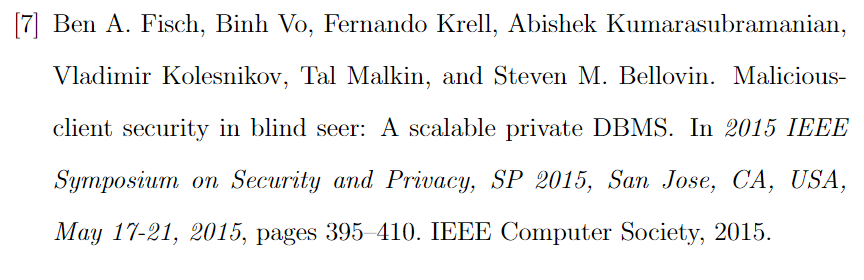 [7] Ben A. Fisch, Binh Vo, Fernando Krell, Abishek Kumarasubramanian,
Vladimir Kolesnikov, Tal Malkin, and Steven M. Bellovin. Malicious-
client security in blind seer: A scalable private DBMS. In 2015 IEEE
Symposium on Security and Privacy, SP 2015, San Jose, CA, USA,
May 17-21, 2015, pages 395–410. IEEE Computer Society, 2015.